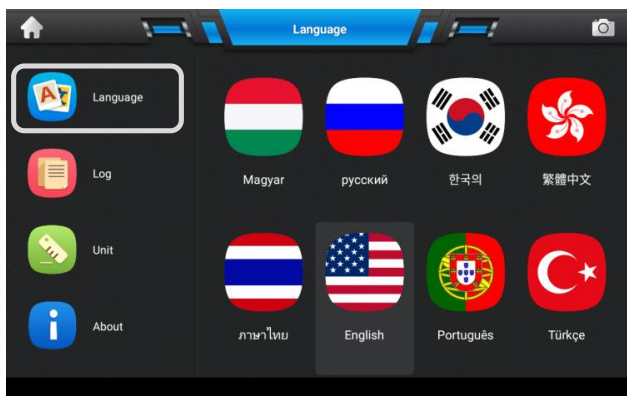 Language
Language
Log
Unit
About
Magyar
русский
한국의
繁體中文
ภาษาไทย
English
Português
Türkçe